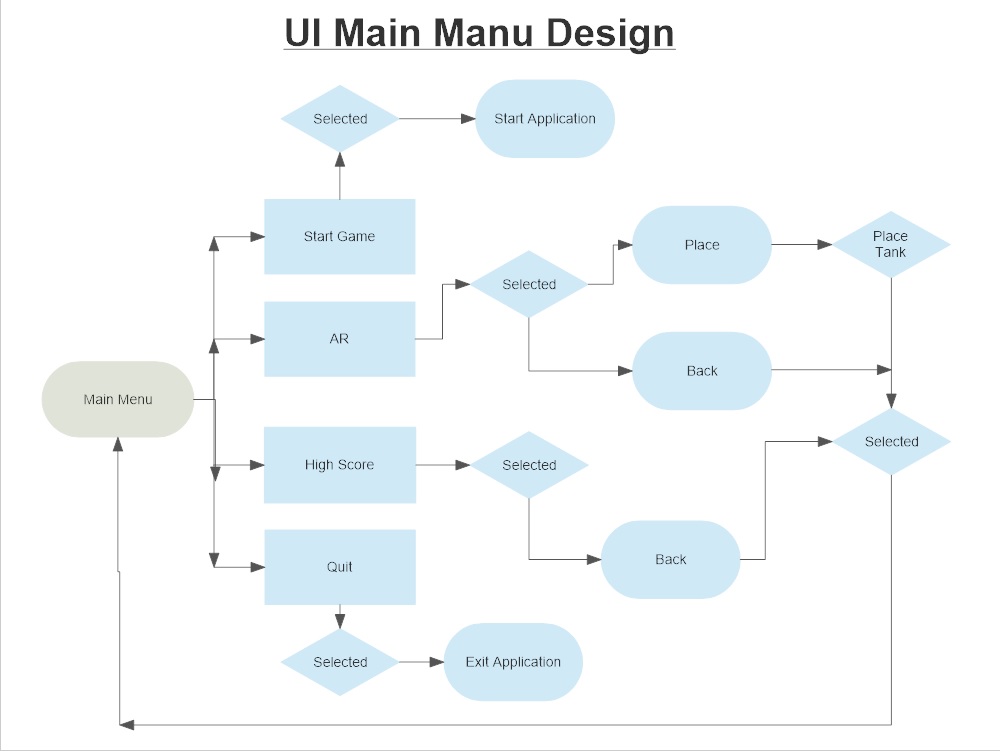 UI Main Manu Design
Selected
Start Application
Start Game
Place
Place
Tank
Selected
AR
Back
Main Menu
Selected
High Score
Selected
Back
Quit
Selected
Exit Application